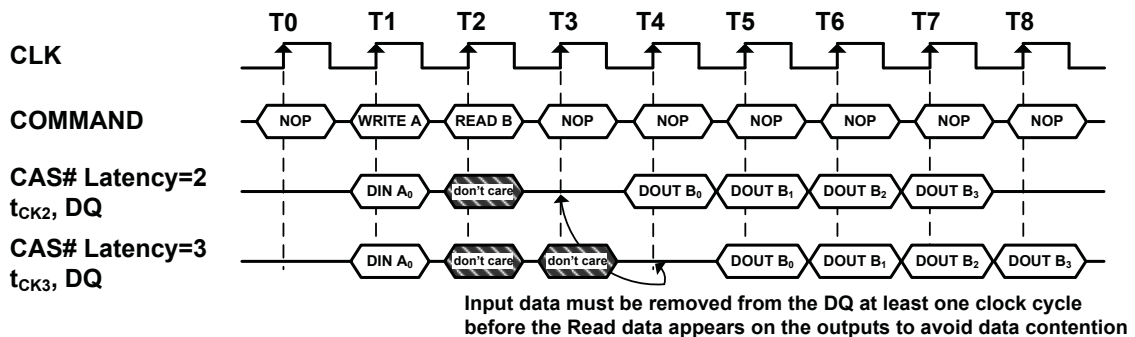 T0 T1 T2 T3 T4 T5 T6 T7 T8
CLK
COMMAND NOP WRITE A READ B NOP NOP NOP NOP NOP NOP
CAS# Latency=2
tCK2, DQ DIN A0 don't care DOUT B0 DOUT B1 DOUT B2 DOUT B3
CAS# Latency=3
tCK3, DQ DIN A0 don't care don't care DOUT B0 DOUT B1 DOUT B2 DOUT B3
Input data must be removed from the DQ at least one clock cycle
before the Read data appears on the outputs to avoid data contention